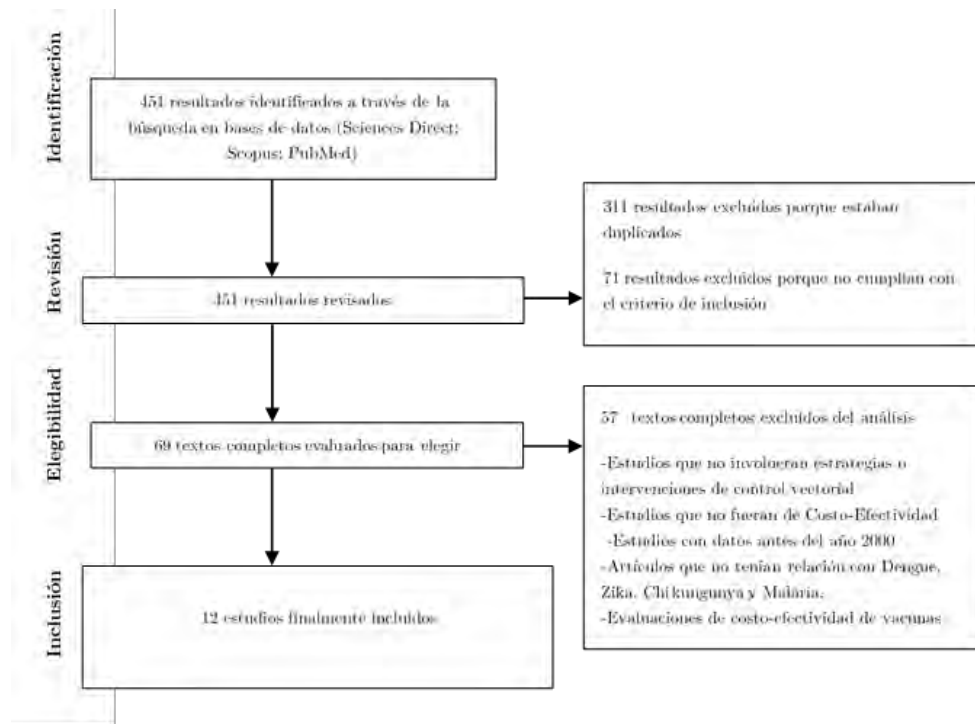 Identificación
451 resultados identificados a través de la
búsqueda en bases de datos (Sciences Direct;
Scopus; PubMed)
Revisión
451 resultados revisados
311 resultados excluídos porque estaban
duplicados
71 resultados excluídos porque no cumplían con
el criterio de inclusión
Elegibilidad
69 textos completos evaluados para elegir
57 textos completos excluídos del análisis
-Estudios que no involucran estrategias o
intervenciones de control vectorial
-Estudios que no fueran de Costo-Efectividad
-Estudios con datos antes del año 2000
-Artículos que no tenían relación con Dengue,
Zika, Chikungunya y Malaria.
-Evaluaciones de costo-efectividad de vacunas
Inclusión
12 estudios finalmente incluídos